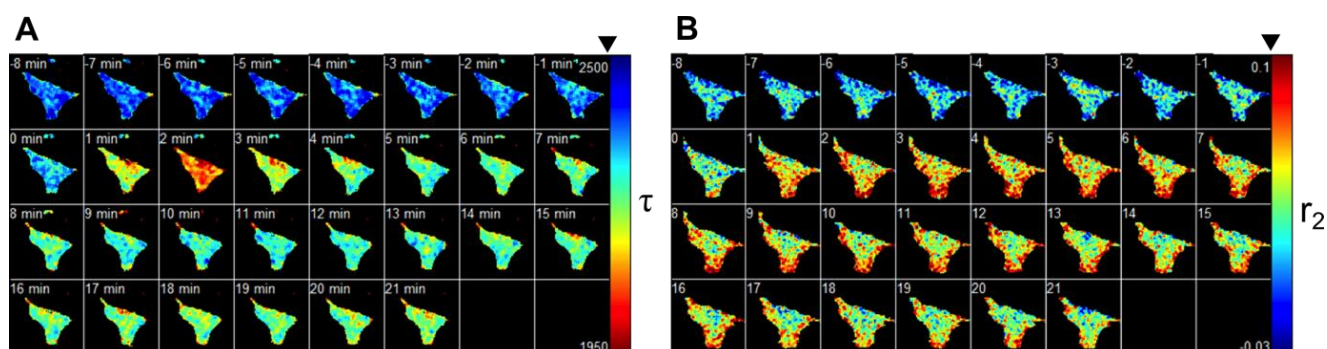 A
B
-8 min -7 min -6 min -5 min -4 min -3 min -2 min -1 min 2500
0 min 1 min 2 min 3 min 4 min 5 min 6 min 7 min
8 min 9 min 10 min 11 min 12 min 13 min 14 min 15 min
16 min 17 min 18 min 19 min 20 min 21 min 1950
τ
-8 -7 -6 -5 -4 -3 -2 -1 0.1
0 1 2 3 4 5 6 7
8 9 10 11 12 13 14 15
16 17 18 19 20 21 -0.03
r₂